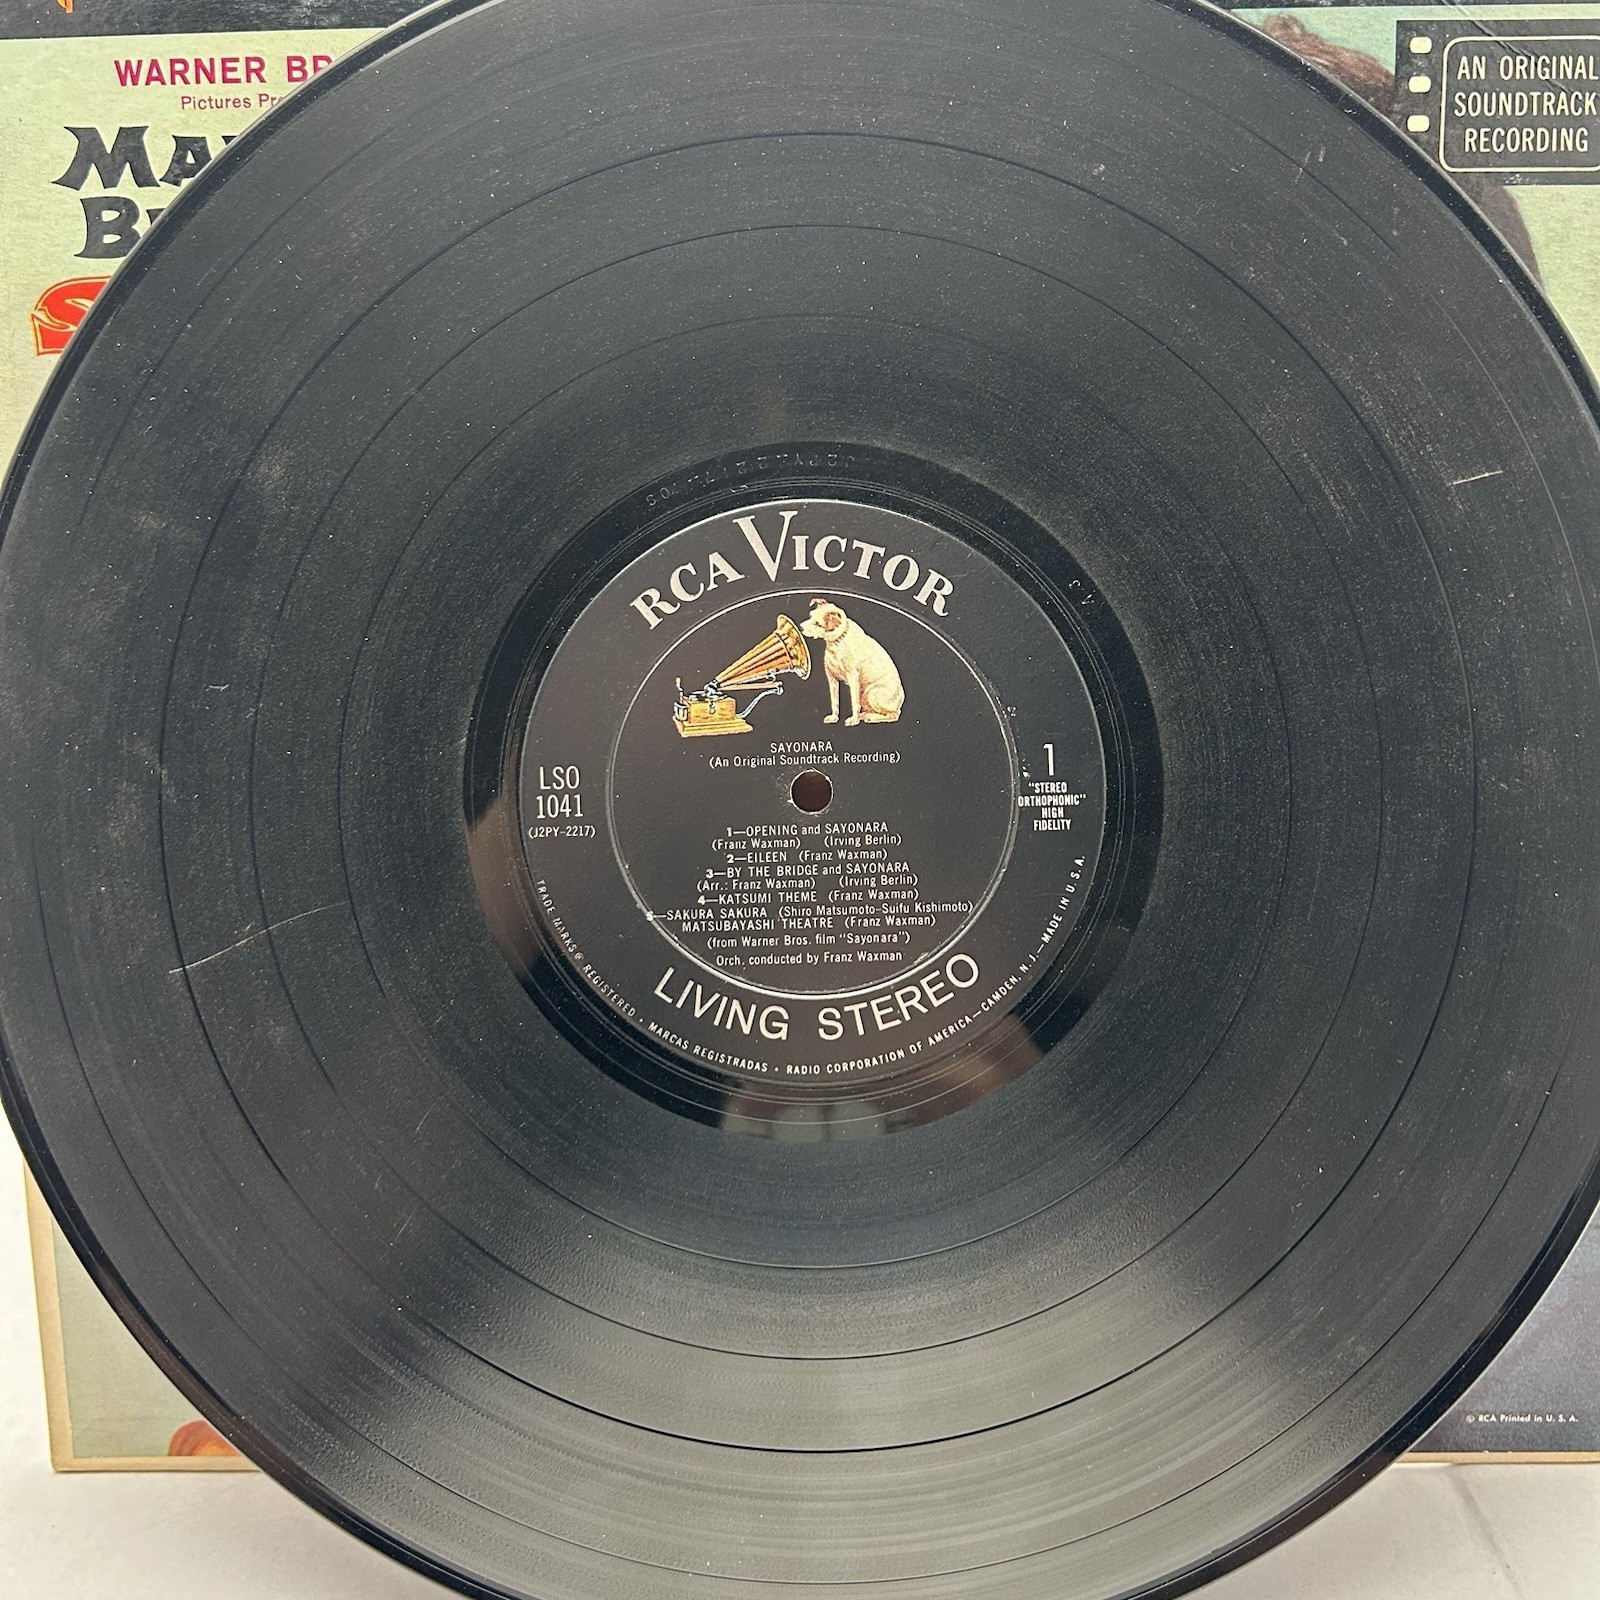 WARNER BR
Pictures Pr
MA
B
S
AN ORIGINAL
SOUNDTRACK
RECORDING
RCA VICTOR
SAYONARA
(An Original Soundtrack Recording)
LSO
1041
(J2PY-2217)
1
"STEREO
ORTHOPHONIC"
HIGH
FIDELITY
1—OPENING and SAYONARA
(Franz Waxman) (Irving Berlin)
2—EILEEN (Franz Waxman)
3—BY THE BRIDGE and SAYONARA
(Arr.: Franz Waxman) (Irving Berlin)
4—KATSUMI THEME (Franz Waxman)
5—SAKURA SAKURA (Shiro Matsumoto-Suifu Kishimoto)
MATSUBAYASHI THEATRE (Franz Waxman)
(from Warner Bros. film "Sayonara")
Orch. conducted by Franz Waxman
LIVING STEREO
TRADE MARKS ® REGISTERED • MARCAS REGISTRADAS • RADIO CORPORATION OF AMERICA—CAMDEN, N. J.—MADE IN U.S.A.
© RCA Printed in U. S. A.